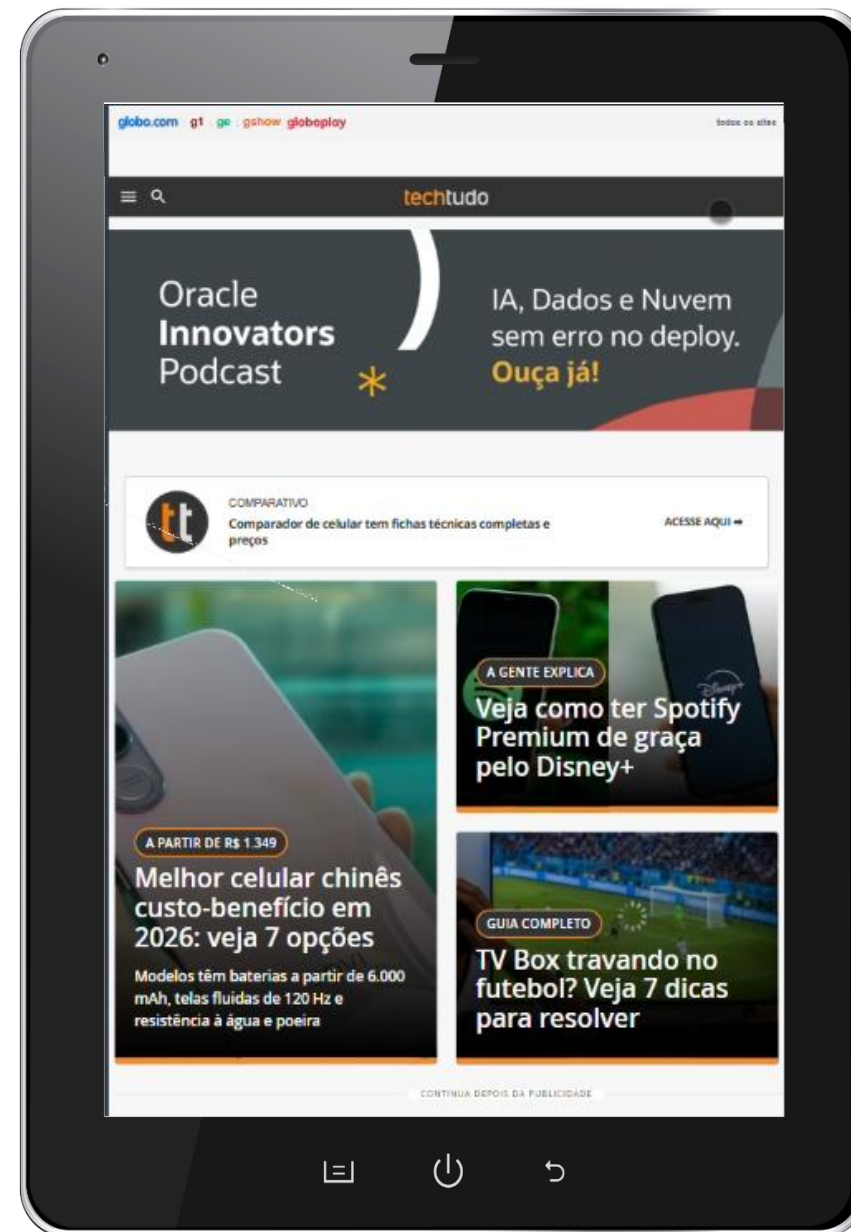 globo.com g1 ge gshow globoplay
todos os sites
techtudo
Oracle
Innovators
Podcast
IA, Dados e Nuvem
sem erro no deploy.
Ouça já!
tt
COMPARATIVO
Comparador de celular tem fichas técnicas completas e
preços
ACESSE AQUI ➡
A PARTIR DE R$ 1.349
Melhor celular chinês
custo-benefício em
2026: veja 7 opções
Modelos têm baterias a partir de 6.000
mAh, telas fluidas de 120 Hz e
resistência à água e poeira
Disney+
A GENTE EXPLICA
Veja como ter Spotify
Premium de graça
pelo Disney+
GUIA COMPLETO
TV Box travando no
futebol? Veja 7 dicas
para resolver
CONTINUA DEPOIS DA PUBLICIDADE